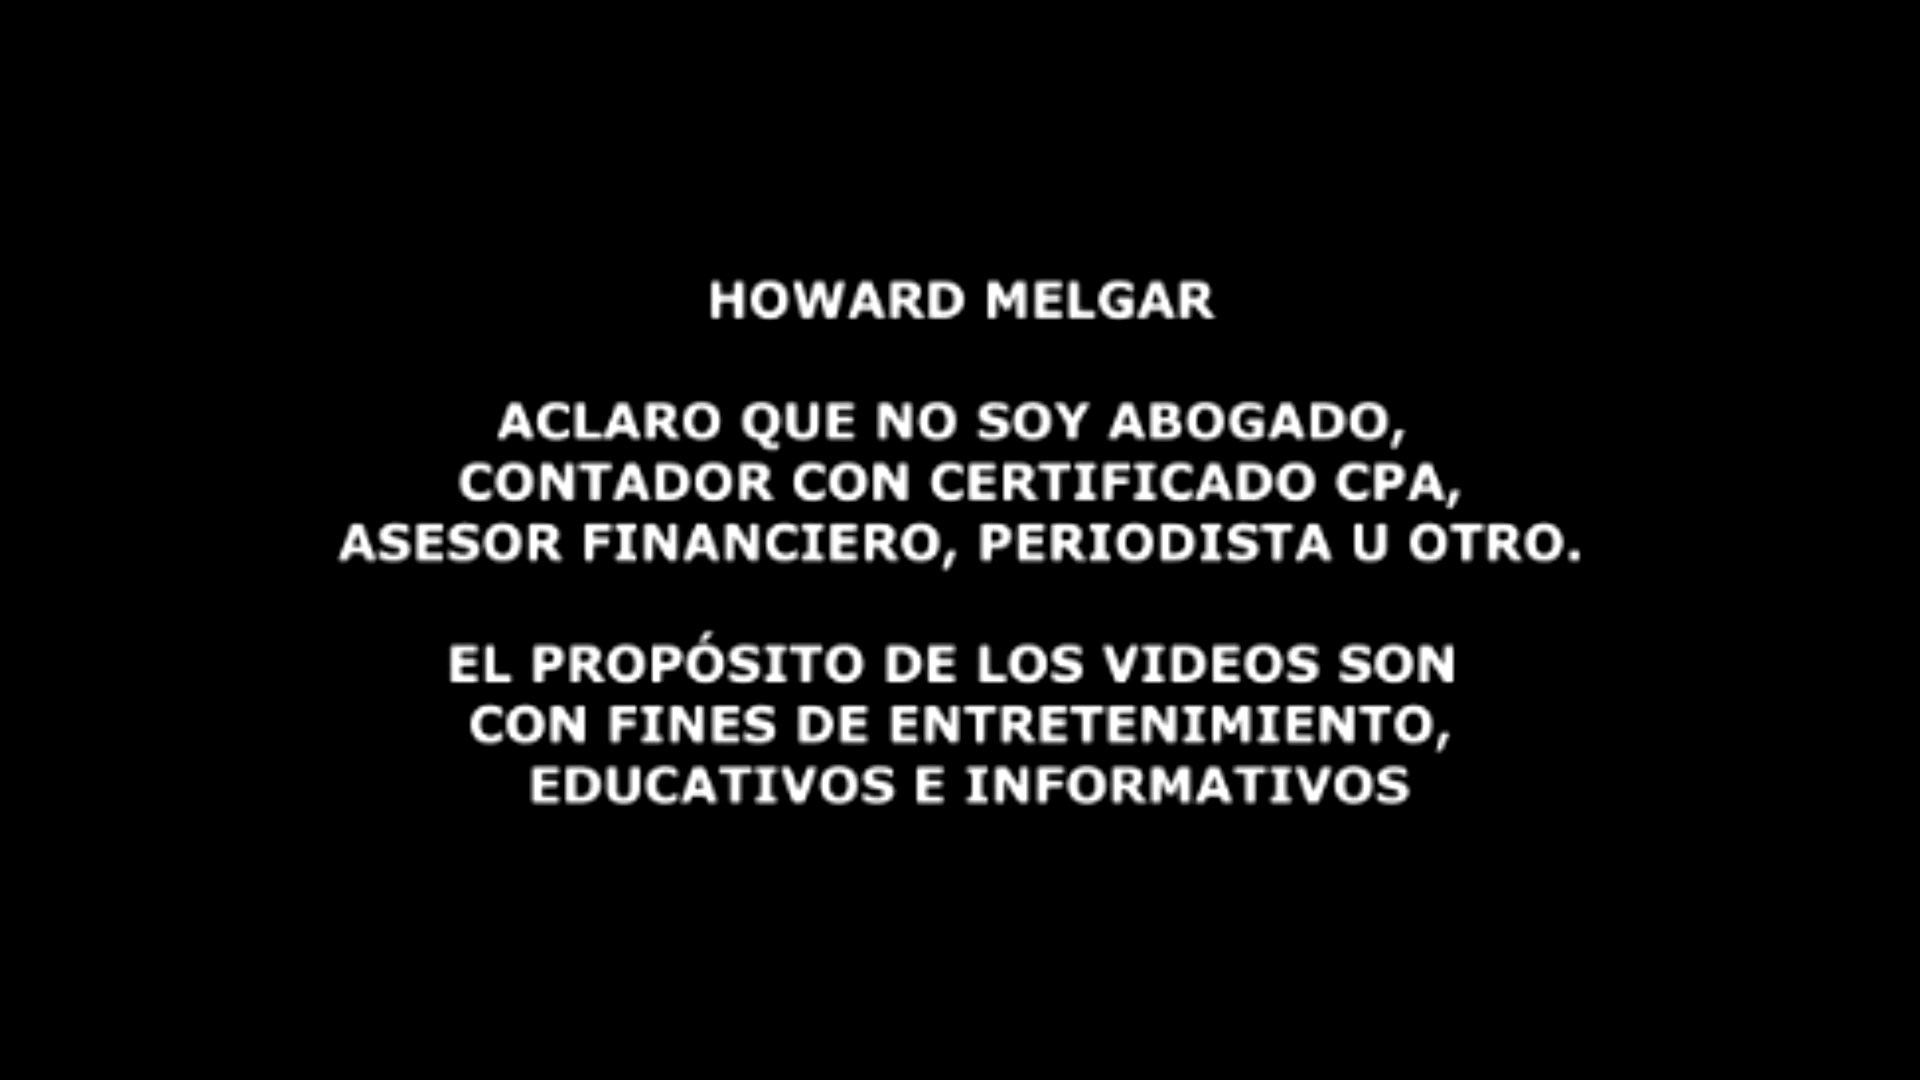 HOWARD MELGAR
ACLARO QUE NO SOY ABOGADO,
CONTADOR CON CERTIFICADO CPA,
ASESOR FINANCIERO, PERIODISTA U OTRO.
EL PROPÓSITO DE LOS VIDEOS SON
CON FINES DE ENTRETENIMIENTO,
EDUCATIVOS E INFORMATIVOS